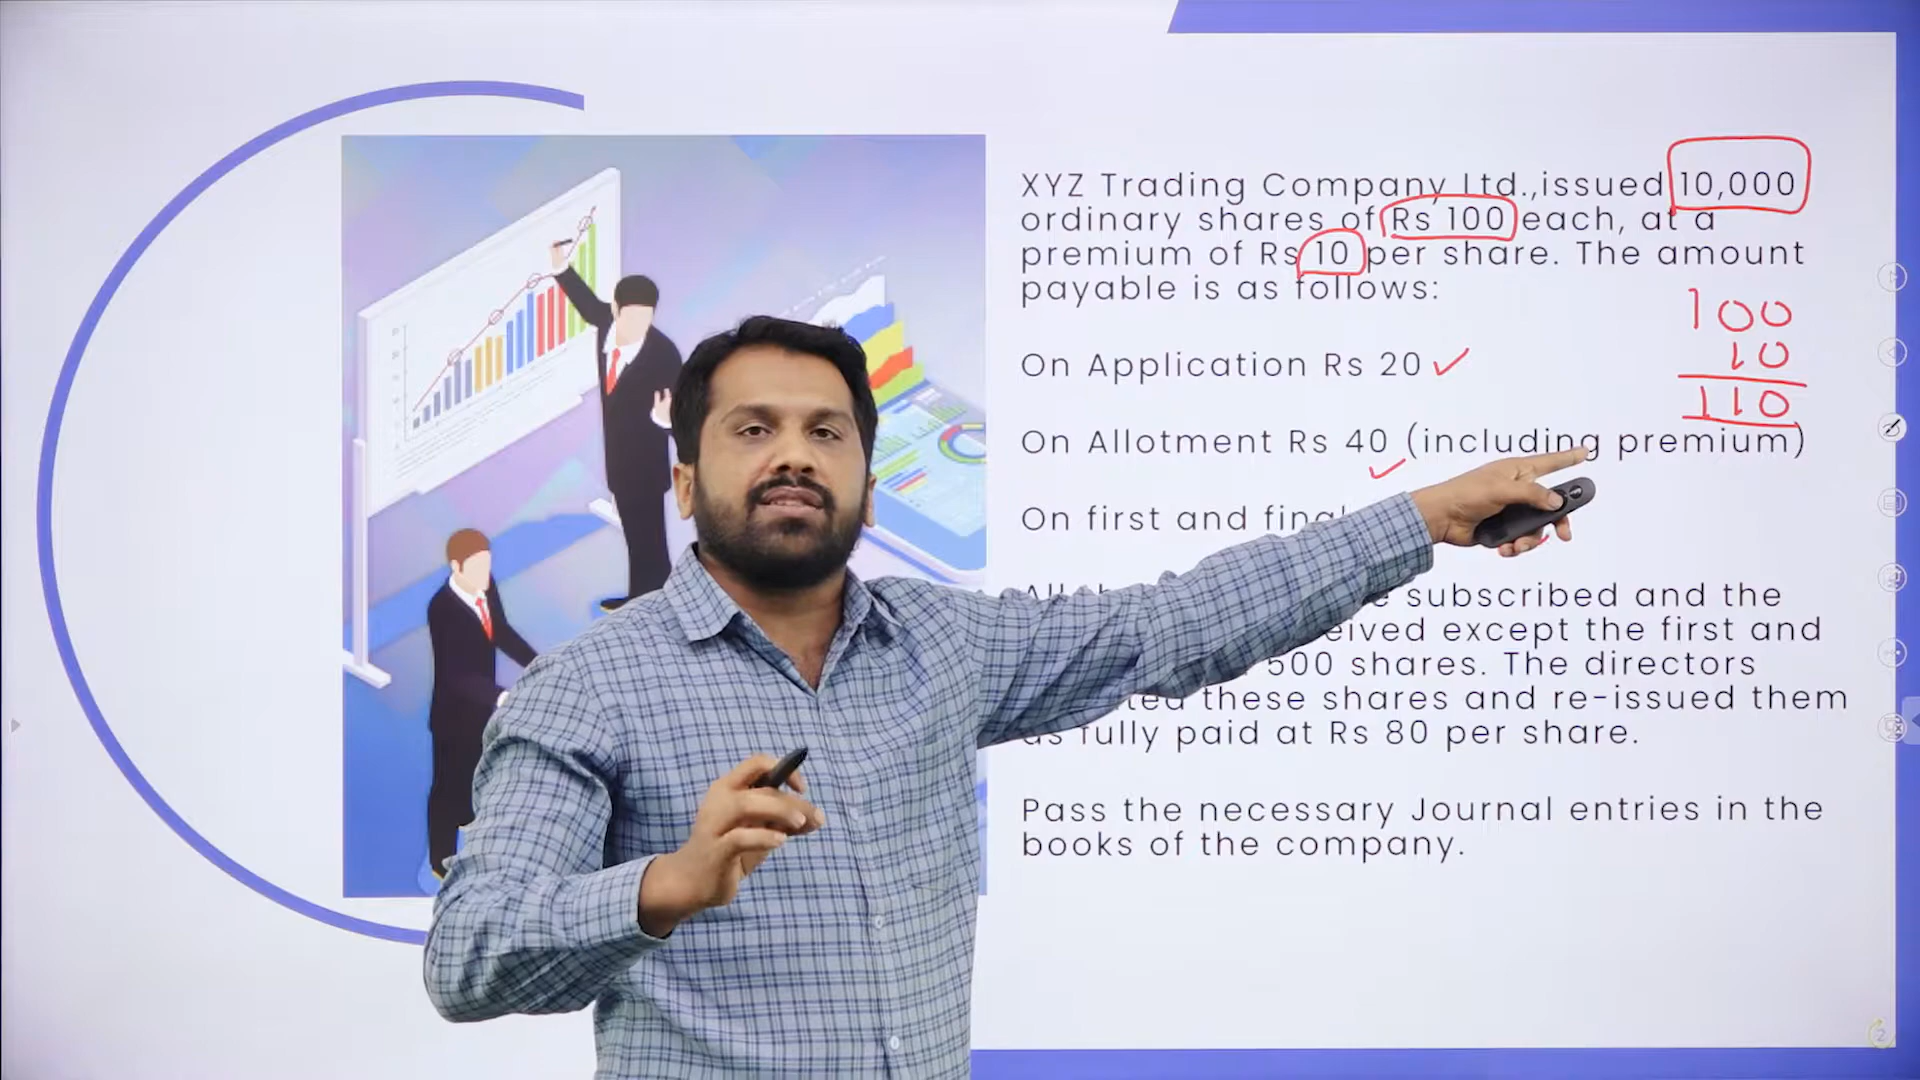 XYZ Trading Company Ltd.,issued 10,000
ordinary shares of Rs 100 each, at a
premium of Rs 10 per share. The amount
payable is as follows:
100
10
110
On Application Rs 20
On Allotment Rs 40 (including premium)
On first and final
subscribed and the
except the first and
500 shares. The directors
these shares and re-issued them
fully paid at Rs 80 per share.
Pass the necessary Journal entries in the
books of the company.
2